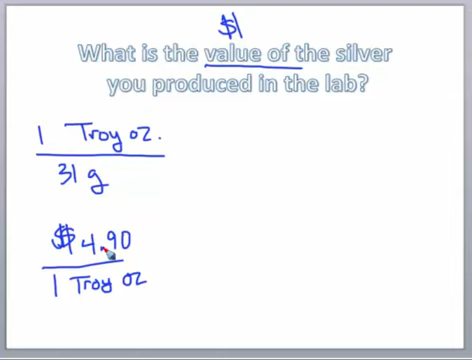 $1
What is the value of the silver
you produced in the lab?
1 Troy oz.
31 g
$4.90
1 Troy oz